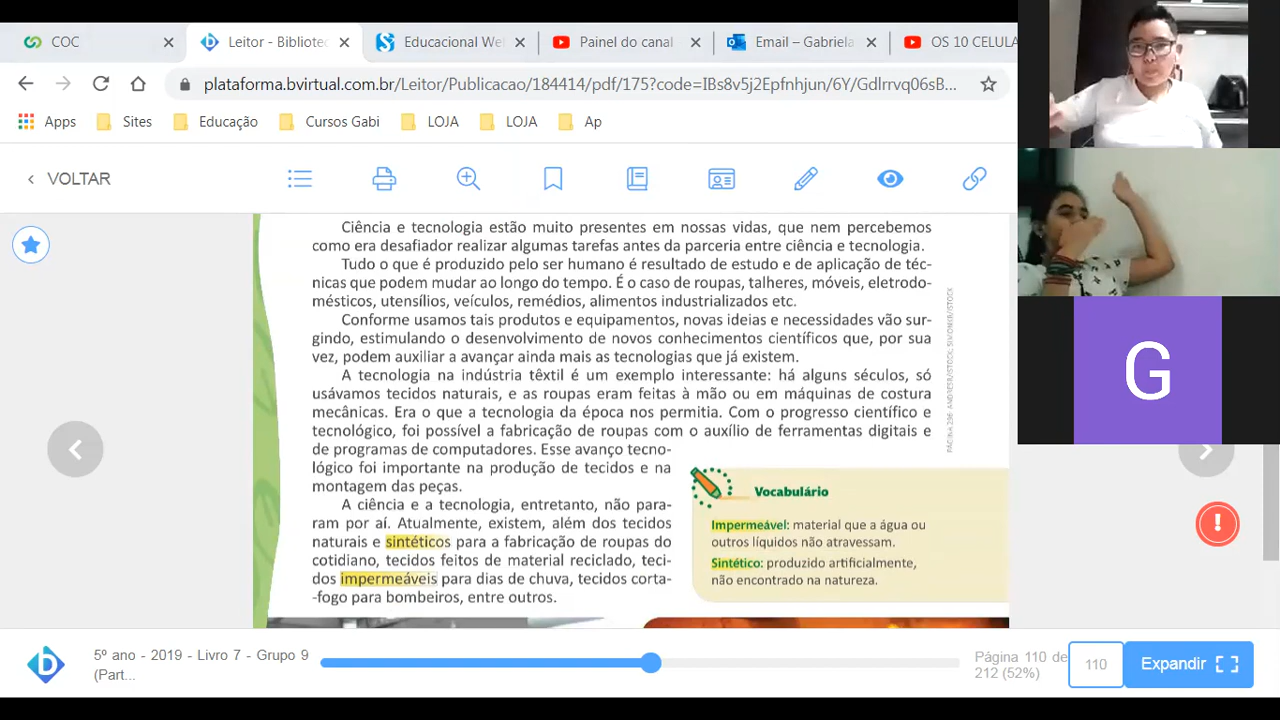 COC
Leitor - Bibliotec
Educacional We
Painel do canal
Email – Gabriela
OS 10 CELULA
plataforma.bvirtual.com.br/Leitor/Publicacao/184414/pdf/175?code=IBs8v5j2Epfnhjun/6Y/Gdlrrvq06sB...
Apps
Sites
Educação
Cursos Gabi
LOJA
LOJA
Ap
VOLTAR
Ciência e tecnologia estão muito presentes em nossas vidas, que nem percebemos
como era desafiador realizar algumas tarefas antes da parceria entre ciência e tecnologia.
Tudo o que é produzido pelo ser humano é resultado de estudo e de aplicação de téc-
nicas que podem mudar ao longo do tempo. É o caso de roupas, talheres, móveis, eletrodo-
mésticos, utensílios, veículos, remédios, alimentos industrializados etc.
Conforme usamos tais produtos e equipamentos, novas ideias e necessidades vão sur-
gindo, estimulando o desenvolvimento de novos conhecimentos científicos que, por sua
vez, podem auxiliar a avançar ainda mais as tecnologias que já existem.
A tecnologia na indústria têxtil é um exemplo interessante: há alguns séculos, só
usávamos tecidos naturais, e as roupas eram feitas à mão ou em máquinas de costura
mecânicas. Era o que a tecnologia da época nos permitia. Com o progresso científico e
tecnológico, foi possível a fabricação de roupas com o auxílio de ferramentas digitais e
de programas de computadores. Esse avanço tecno-
lógico foi importante na produção de tecidos e na
montagem das peças.
A ciência e a tecnologia, entretanto, não para-
ram por aí. Atualmente, existem, além dos tecidos
naturais e sintéticos para a fabricação de roupas do
cotidiano, tecidos feitos de material reciclado, teci-
dos impermeáveis para dias de chuva, tecidos corta-
-fogo para bombeiros, entre outros.
Vocabulário
Impermeável: material que a água ou
outros líquidos não atravessam.
Sintético: produzido artificialmente,
não encontrado na natureza.
G
5º ano - 2019 - Livro 7 - Grupo 9
(Part...
Página 110 de
212 (52%)
110
Expandir